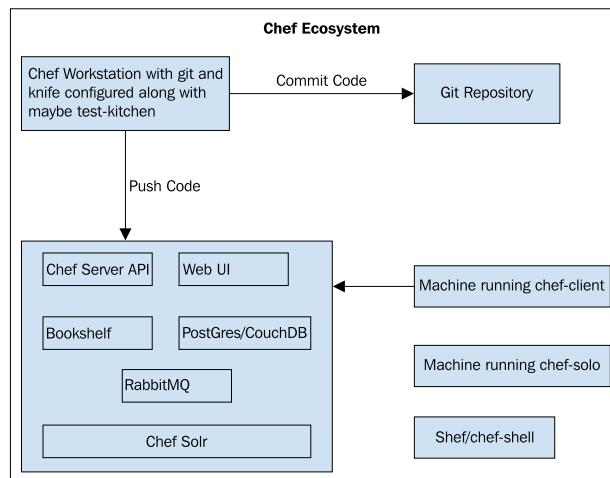 Chef Ecosystem
Chef Workstation with git and
knife configured along with
maybe test-kitchen
Commit Code
Git Repository
Push Code
Chef Server API
Web UI
Bookshelf
PostGres/CouchDB
RabbitMQ
Chef Solr
Machine running chef-client
Machine running chef-solo
Shef/chef-shell